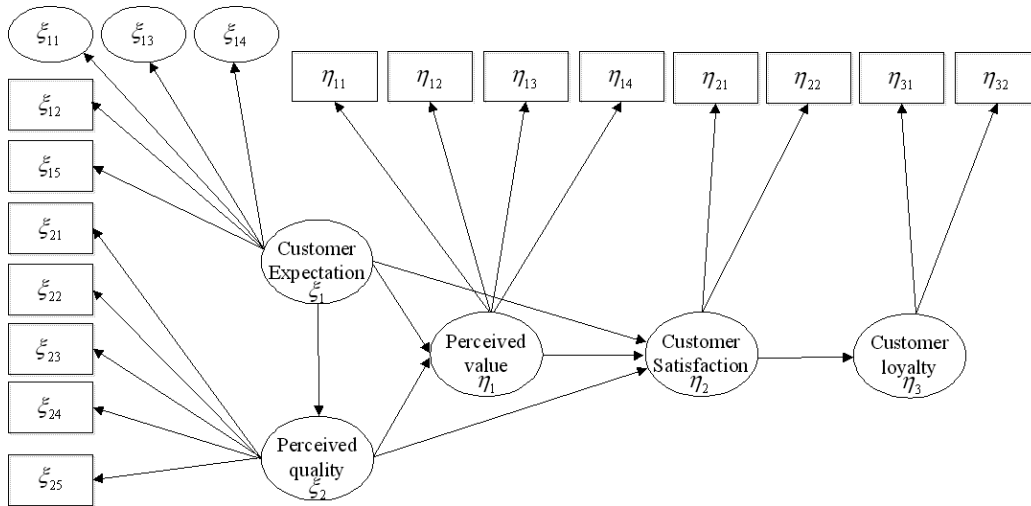 ξ₁₁ ξ₁₃ ξ₁₄
η₁₁ η₁₂ η₁₃ η₁₄ η₂₁ η₂₂ η₃₁ η₃₂
ξ₁₂
ξ₁₅
ξ₂₁
ξ₂₂
ξ₂₃
ξ₂₄
ξ₂₅
Customer
Expectation
ξ₁
Perceived
quality
ξ₂
Perceived
value
η₁
Customer
Satisfaction
η₂
Customer
loyalty
η₃